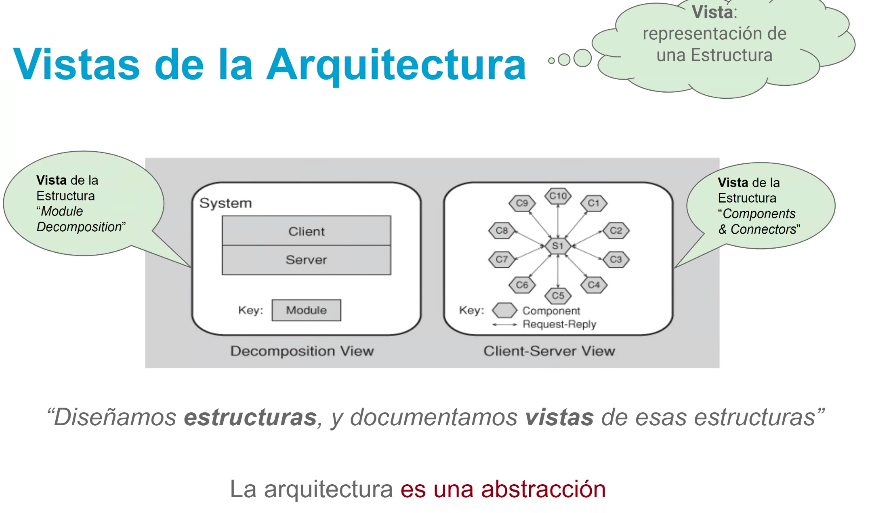 Vista:
representación de
una Estructura
Vistas de la Arquitectura
Vista de la
Estructura
“Module
Decomposition”
System
Client
Server
Key: Module
Decomposition View
C10
C9
C1
C8
C2
S1
C7
C3
C6
C4
C5
Key: Component
Request-Reply
Client-Server View
Vista de la
Estructura
“Components
& Connectors”
“Diseñamos estructuras, y documentamos vistas de esas estructuras”
La arquitectura es una abstracción